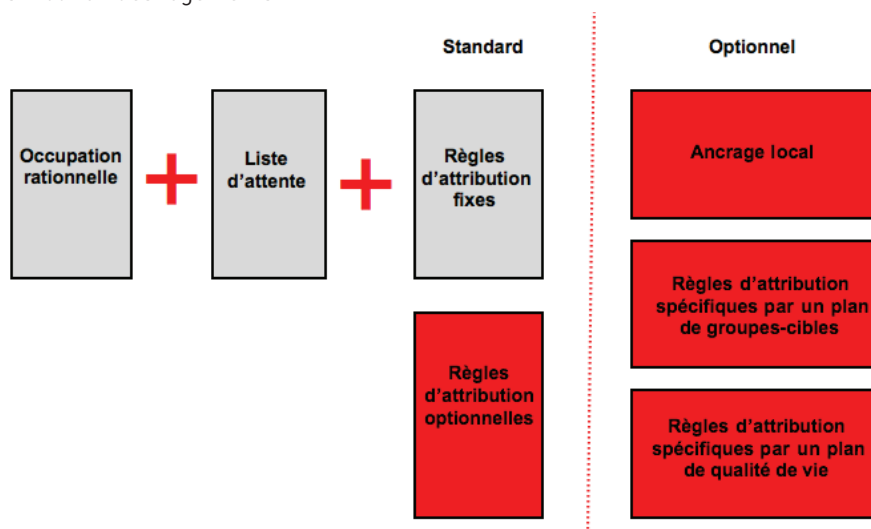 Standard
Optionnel
Occupation
rationnelle
+
Liste
d'attente
+
Règles
d'attribution
fixes
Règles
d'attribution
optionnelles
Ancrage local
Règles d'attribution
spécifiques par un plan
de groupes-cibles
Règles d'attribution
spécifiques par un plan
de qualité de vie